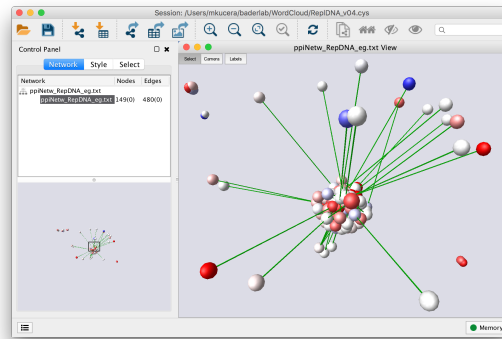 Session: /Users/mkucera/baderlab/WordCloud/RepIDNA_v04.cys
Control Panel
Network Style Select
Network Nodes Edges
ppiNetw_RepDNA_eg.txt
ppiNetw_RepDNA_eg.txt 149(0) 480(0)
ppiNetw_RepDNA_eg.txt View
Select Camera Labels
Memory